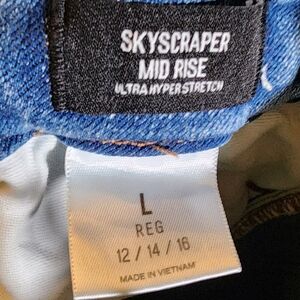 SKYSCRAPER
MID RISE
ULTRA HYPER STRETCH
L
REG
12 / 14 / 16
MADE IN VIETNAM